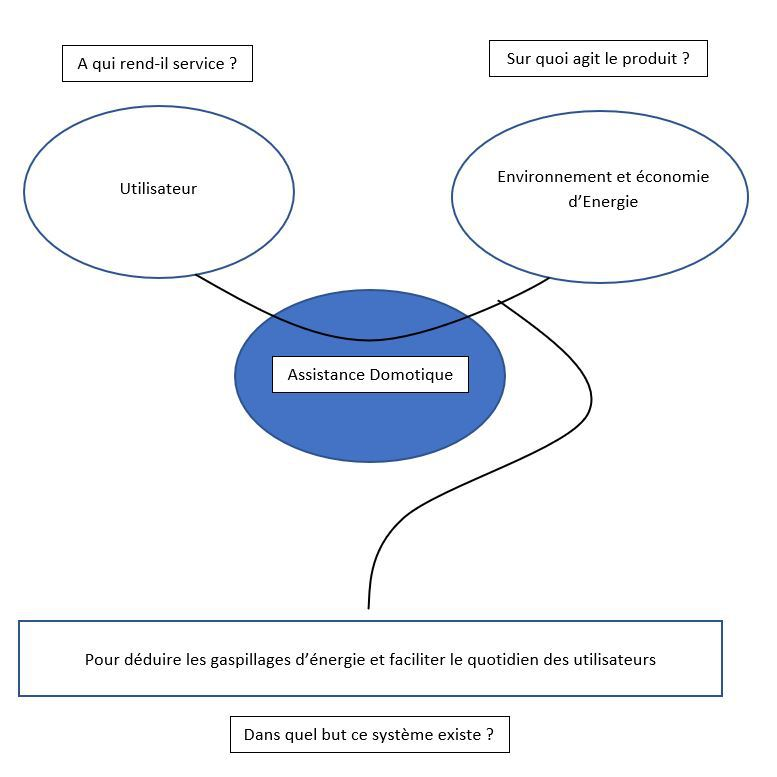 A qui rend-il service ?
Sur quoi agit le produit ?
Utilisateur
Environnement et économie
d’Energie
Assistance Domotique
Pour déduire les gaspillages d’énergie et faciliter le quotidien des utilisateurs
Dans quel but ce système existe ?